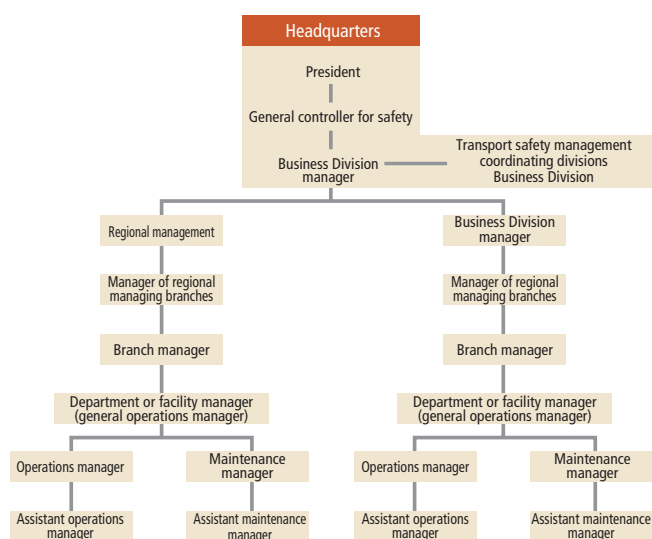 Headquarters
President
General controller for safety
Business Division
manager
Transport safety management
coordinating divisions
Business Division
Regional management
Business Division
manager
Manager of regional
managing branches
Manager of regional
managing branches
Branch manager
Branch manager
Department or facility manager
(general operations manager)
Department or facility manager
(general operations manager)
Operations manager
Maintenance
manager
Operations manager
Maintenance
manager
Assistant operations
manager
Assistant maintenance
manager
Assistant operations
manager
Assistant maintenance
manager